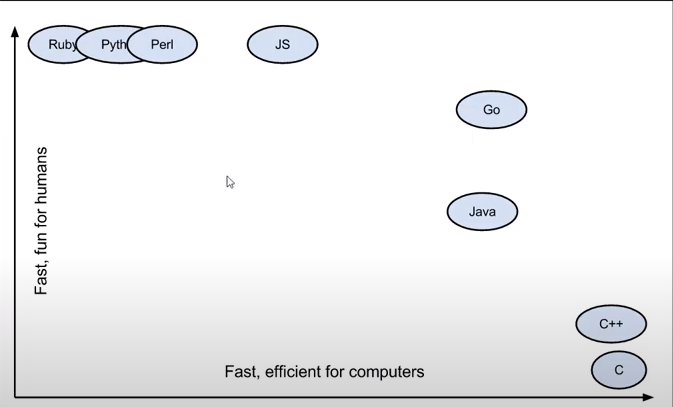 Ruby
Pyth
Perl
JS
Go
Fast, fun for humans
Java
C++
Fast, efficient for computers
C